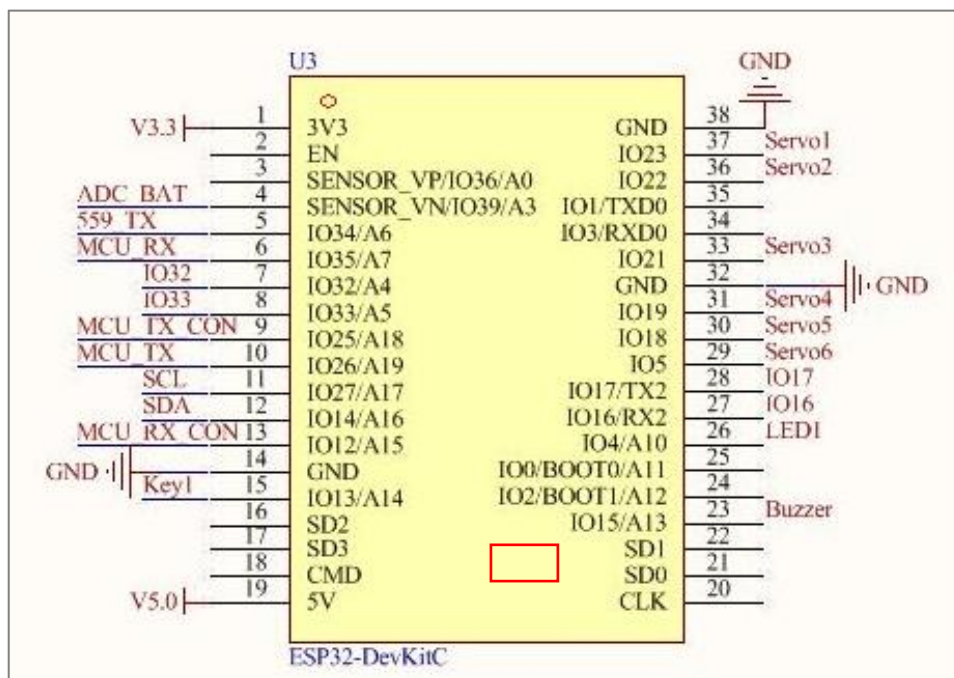 U3
GND
V3.3 1 3V3 GND 38
2 EN IO23 37 Servo1
3 SENSOR_VP/IO36/A0 IO22 36 Servo2
ADC_BAT 4 SENSOR_VN/IO39/A3 IO1/TXD0 35
559_TX 5 IO34/A6 IO3/RXD0 34
MCU_RX 6 IO35/A7 IO21 33 Servo3
IO32 7 IO32/A4 GND 32 GND
IO33 8 IO33/A5 IO19 31 Servo4
MCU_TX_CON 9 IO25/A18 IO18 30 Servo5
MCU_TX 10 IO26/A19 IO5 29 Servo6
SCL 11 IO27/A17 IO17/TX2 28 IO17
SDA 12 IO14/A16 IO16/RX2 27 IO16
MCU_RX_CON 13 IO12/A15 IO4/A10 26 LED1
GND 14 GND IO0/BOOT0/A11 25
Key1 15 IO13/A14 IO2/BOOT1/A12 24
16 SD2 IO15/A13 23 Buzzer
17 SD3 SD1 22
18 CMD SD0 21
V5.0 19 5V CLK 20
ESP32-DevKitC